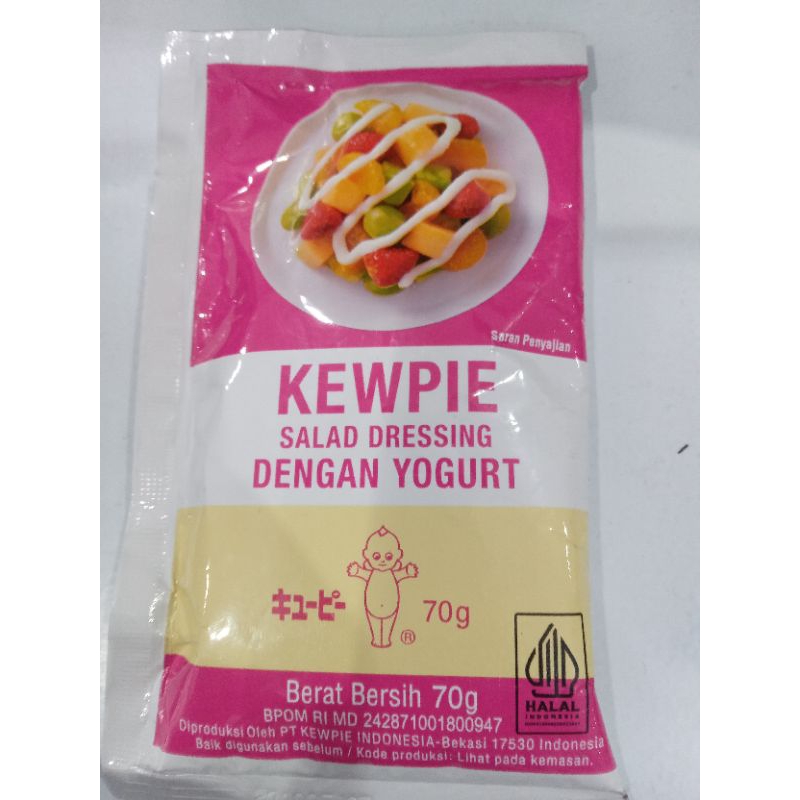 Saran Penyajian
KEWPIE
SALAD DRESSING
DENGAN YOGURT
キューピー
70g
®
HALAL
INDONESIA
Berat Bersih 70g
BPOM RI MD 242871001800947
Diproduksi Oleh PT KEWPIE INDONESIA-Bekasi 17530 Indonesia
Baik digunakan sebelum / Kode produksi: Lihat pada kemasan.